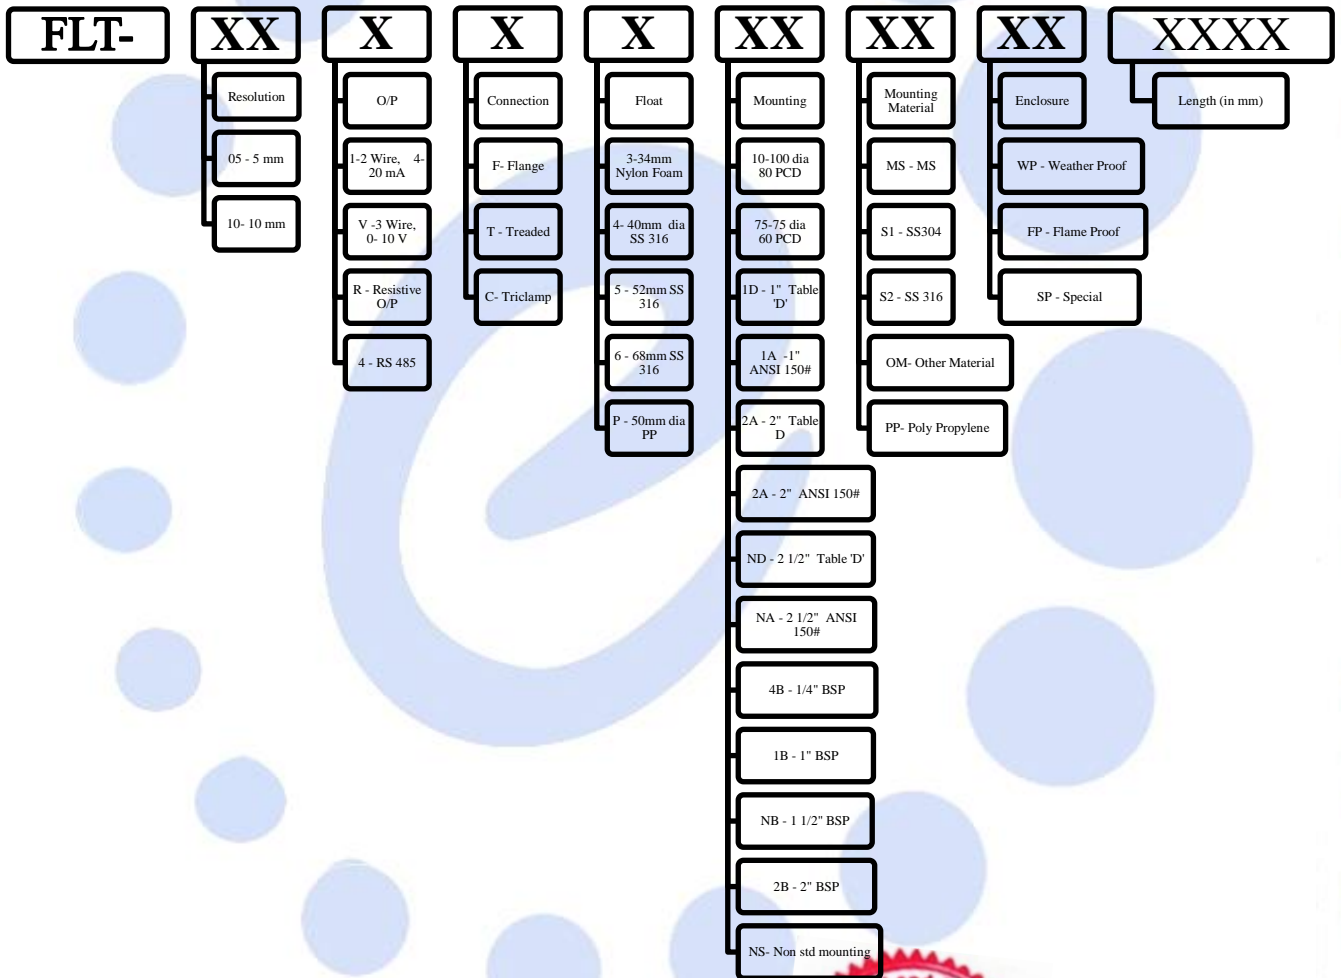 FLT-
XX
X
X
X
XX
XX
XX
XXXX
Resolution
05 - 5 mm
10- 10 mm
O/P
1-2 Wire, 4-
20 mA
V -3 Wire,
0- 10 V
R - Resistive
O/P
4 - RS 485
Connection
F- Flange
T - Treaded
C- Triclamp
Float
3-34mm
Nylon Foam
4- 40mm dia
SS 316
5 - 52mm SS
316
6 - 68mm SS
316
P - 50mm dia
PP
Mounting
10-100 dia
80 PCD
75-75 dia
60 PCD
1D - 1" Table
'D'
1A -1"
ANSI 150#
2A - 2" Table
D
2A - 2" ANSI 150#
ND - 2 1/2" Table 'D'
NA - 2 1/2" ANSI
150#
4B - 1/4" BSP
1B - 1" BSP
NB - 1 1/2" BSP
2B - 2" BSP
NS- Non std mounting
Mounting
Material
MS - MS
S1 - SS304
S2 - SS 316
OM- Other Material
PP- Poly Propylene
Enclosure
WP - Weather Proof
FP - Flame Proof
SP - Special
Length (in mm)